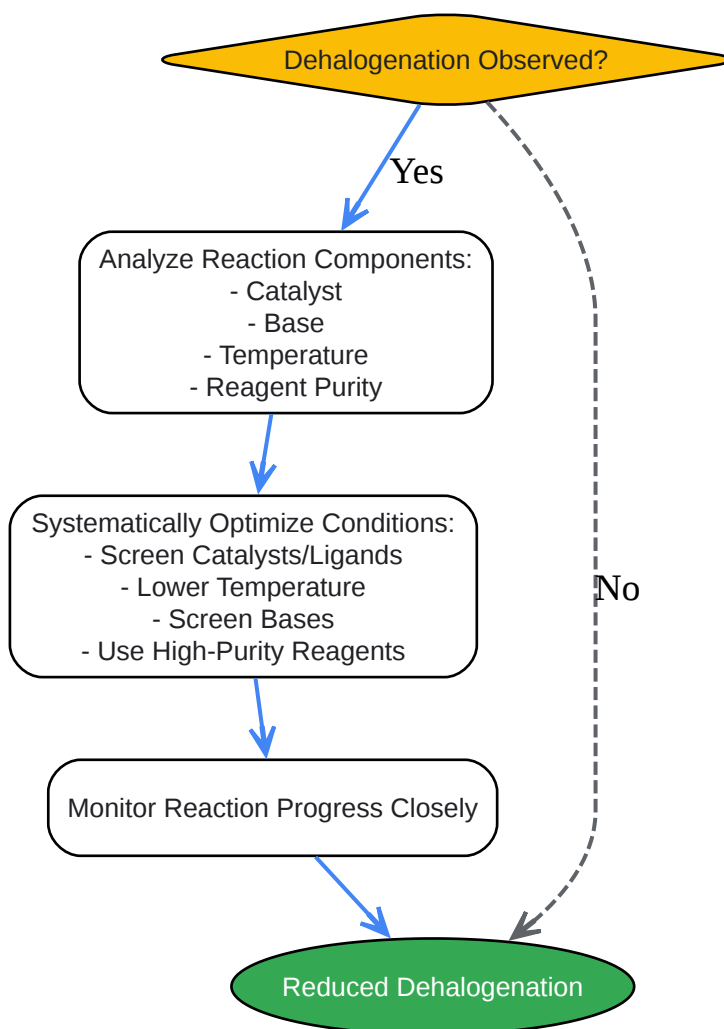 Dehalogenation Observed?
Yes
Analyze Reaction Components:
- Catalyst
- Base
- Temperature
- Reagent Purity
Systematically Optimize Conditions:
- Screen Catalysts/Ligands
- Lower Temperature
- Screen Bases
- Use High-Purity Reagents
No
Monitor Reaction Progress Closely
Reduced Dehalogenation